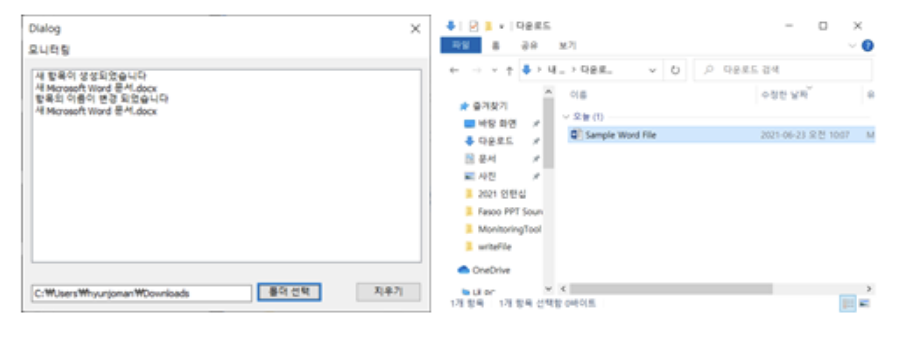 Dialog
모니터링
새 항목이 생성되었습니다
새 Microsoft Word 문서.docx
항목의 이름이 변경 되었습니다
새 Microsoft Word 문서.docx
C:₩Users₩hyunjoman₩Downloads
폴더 선택
지우기
다운로드
파일 홈 공유 보기
내 .. > 다운로.. 다운로드 검색
이름 수정한 날짜 유
즐겨찾기
바탕 화면
다운로드
문서
사진
2021 인턴십
Fasoo PPT Sour
MonitoringTool
writeFile
OneDrive
내 PC
오늘 (1)
Sample Word File 2021-06-23 오전 10:07 M
1개 항목 1개 항목 선택함 0바이트